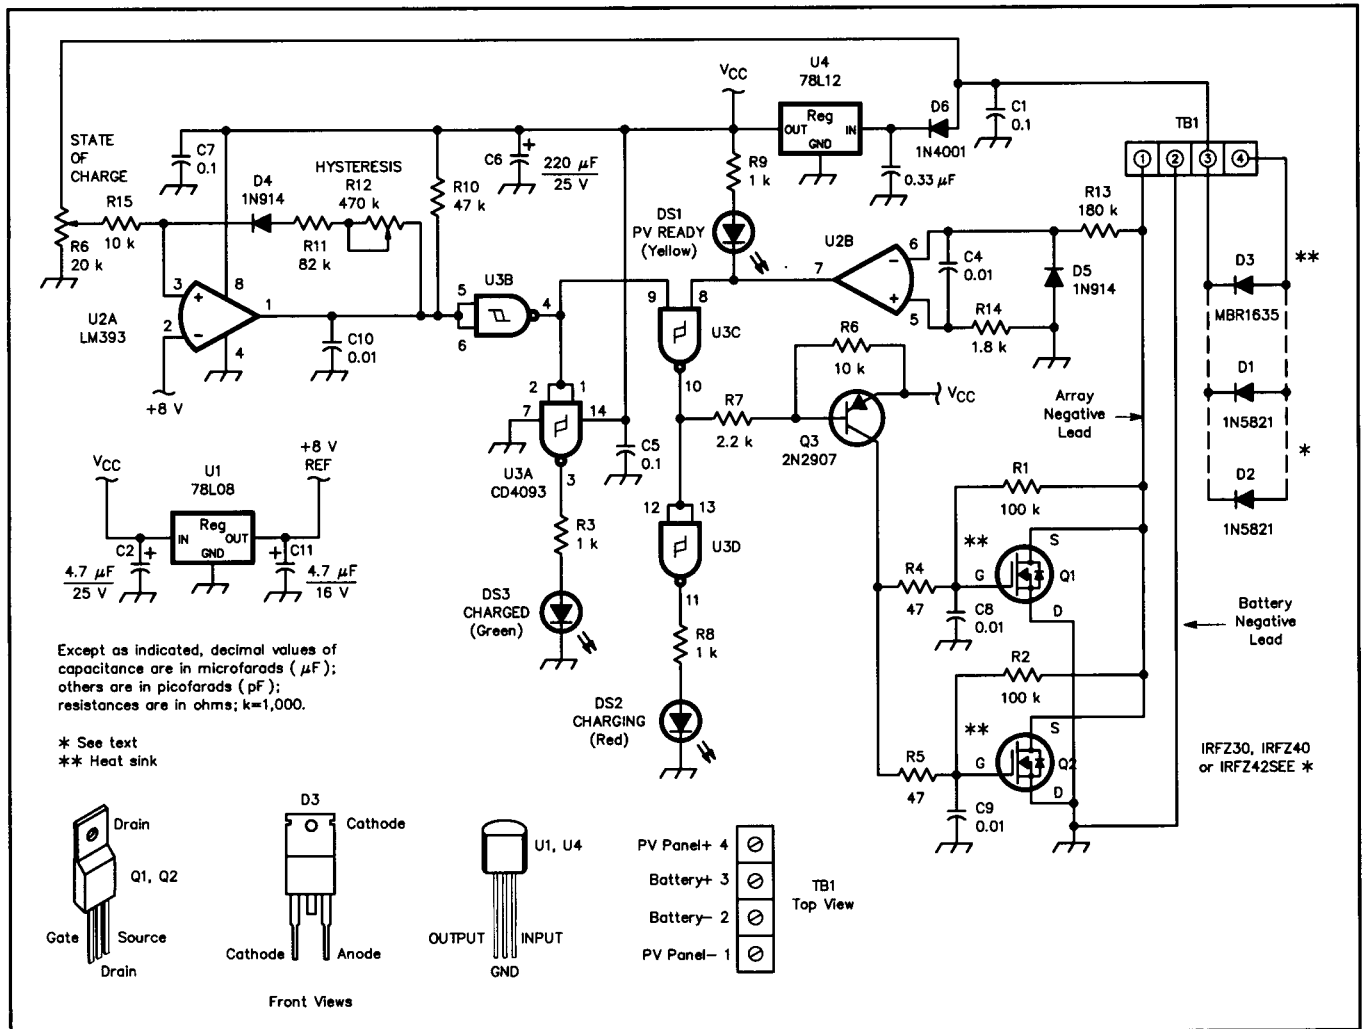 STATE
OF
CHARGE
R6
20 k
R15
10 k
C7
0.1
D4
1N914
R11
82 k
HYSTERESIS
R12
470 k
R10
47 k
C6
+
220 µF
25 V
VCC
U4
78L12
Reg
OUT
IN
GND
D6
1N4001
0.33 µF
C1
0.1
TB1
1
2
3
4
R9
1 k
DS1
PV READY
(Yellow)
U2B
7
6
5
−
+
C4
0.01
R14
1.8 k
D5
1N914
R13
180 k
D3
**
MBR1635
D1
1N5821
*
D2
1N5821
U2A
LM393
3
+
2
−
8
1
4
+8 V
C10
0.01
U3B
5
6
4
9
8
U3C
10
2
1
7
14
U3A
CD4093
3
C5
0.1
R7
2.2 k
R6
10 k
VCC
Q3
2N2907
Array
Negative
Lead
R1
100 k
**
S
G
Q1
D
R4
47
C8
0.01
Battery
Negative
Lead
R2
100 k
**
S
G
Q2
D
R5
47
C9
0.01
IRFZ30, IRFZ40
or IRFZ42SEE *
12
13
U3D
11
R8
1 k
DS2
CHARGING
(Red)
R3
1 k
DS3
CHARGED
(Green)
VCC
U1
78L08
+8 V
REF
Reg
IN
OUT
GND
C2
+
4.7 µF
25 V
+
C11
4.7 µF
16 V
Except as indicated, decimal values of
capacitance are in microfarads ( µF );
others are in picofarads ( pF );
resistances are in ohms; k=1,000.
* See text
** Heat sink
Drain
Q1, Q2
Gate
Source
Drain
D3
Cathode
Cathode
Anode
Front Views
U1, U4
OUTPUT
INPUT
GND
PV Panel+ 4
Battery+ 3
Battery− 2
PV Panel− 1
TB1
Top View